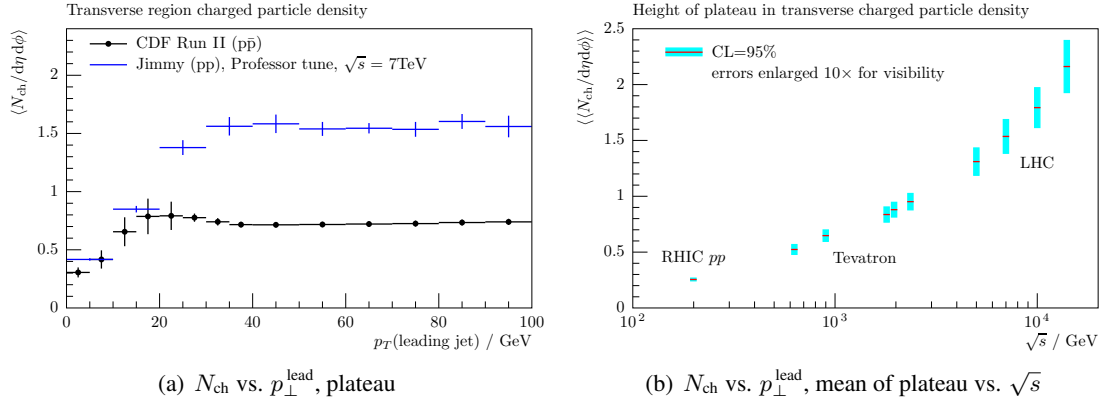 Transverse region charged particle density
⟨N_ch/dη dϕ⟩
CDF Run II (pp̄)
Jimmy (pp), Professor tune, √s = 7TeV
2
1.5
1
0.5
0
0 20 40 60 80 100
p_T(leading jet) / GeV
(a) N_ch vs. p_⊥^lead, plateau
Height of plateau in transverse charged particle density
⟨⟨N_ch/dη dϕ⟩⟩
2.5
CL=95%
errors enlarged 10× for visibility
2
1.5
LHC
1
RHIC pp
Tevatron
0.5
0
10^2 10^3 10^4
√s / GeV
(b) N_ch vs. p_⊥^lead, mean of plateau vs. √s